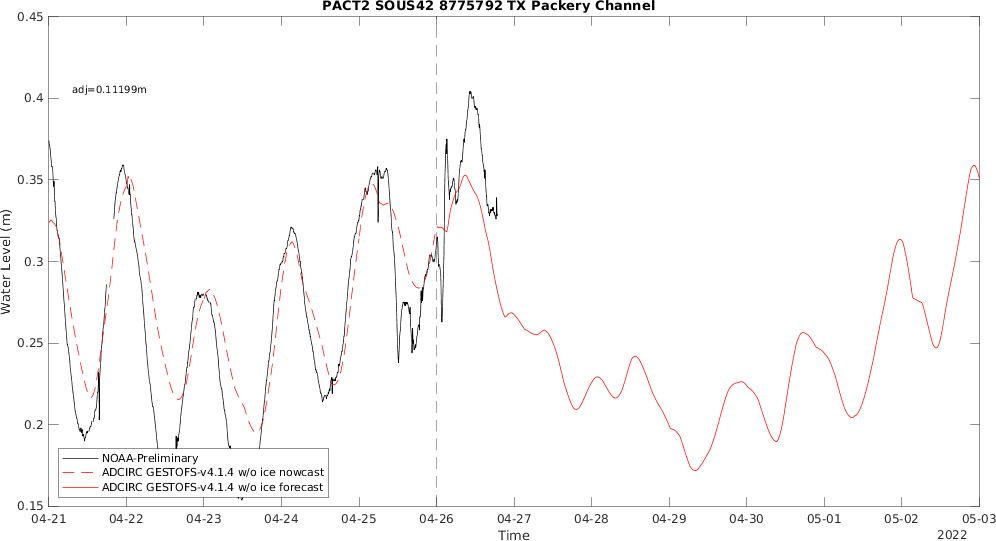 PACT2 SOUS42 8775792 TX Packery Channel
0.45
adj=0.11199m
0.4
0.35
0.3
0.25
0.2
0.15
Water Level (m)
NOAA-Preliminary
ADCIRC GESTOFS-v4.1.4 w/o ice nowcast
ADCIRC GESTOFS-v4.1.4 w/o ice forecast
04-21 04-22 04-23 04-24 04-25 04-26 04-27 04-28 04-29 04-30 05-01 05-02 05-03
Time
2022